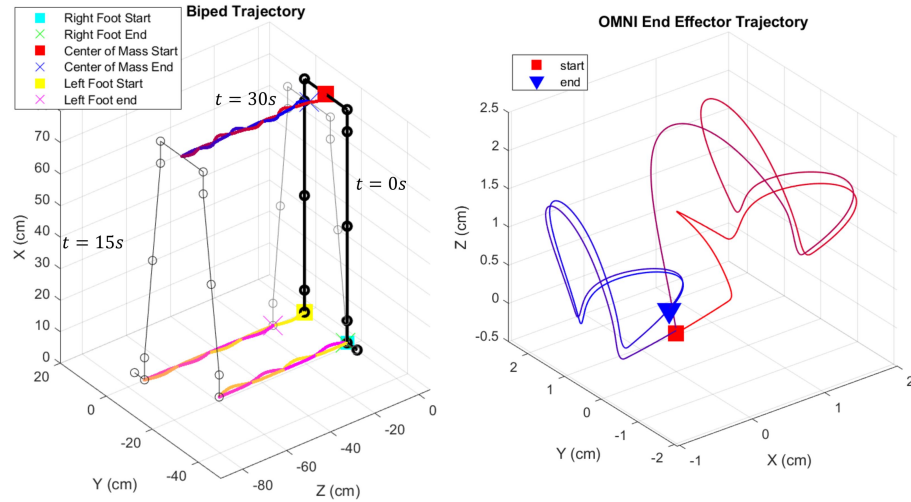 Biped Trajectory
Right Foot Start
Right Foot End
Center of Mass Start
Center of Mass End
Left Foot Start
Left Foot end
t = 30s
t = 0s
t = 15s
X (cm)
70
60
50
40
30
20
10
0
20
0
-20
-40
Y (cm)
-80
-60
-40
-20
0
Z (cm)
OMNI End Effector Trajectory
start
end
Z (cm)
2.5
2
1.5
1
0.5
0
-0.5
2
1
0
-1
-2
Y (cm)
-1
0
1
2
X (cm)